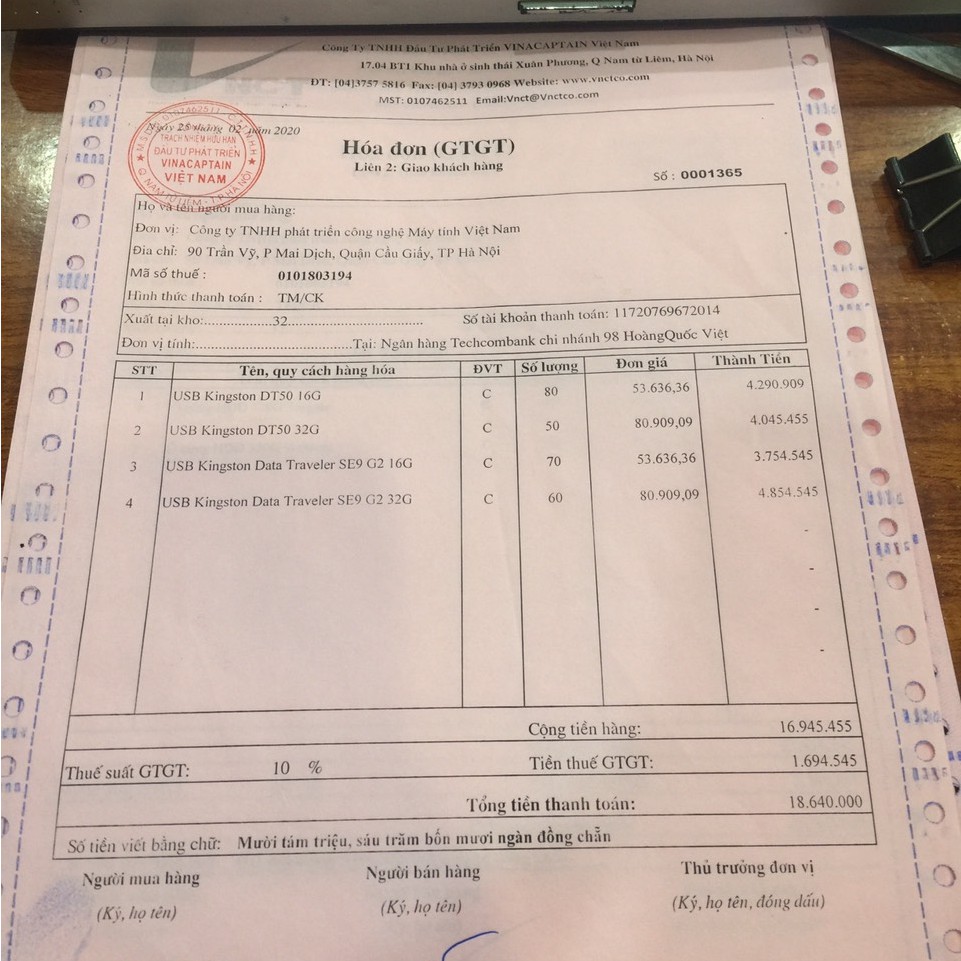 Công Ty TNHH Đầu Tư Phát Triển VINACAPTAIN Việt Nam
17.04 BT1 Khu nhà ở sinh thái Xuân Phương, Q Nam từ Liêm, Hà Nội
ĐT: [04]3757 5816 Fax: [04] 3793 0968 Website: www.vnctco.com
MST: 0107462511 Email:Vnct@Vnctco.com
Ngày 25 tháng 02 năm 2020
M.S.D.N: 0107462511 - C.T.T.N.H.H
TRÁCH NHIỆM HỮU HẠN
ĐẦU TƯ PHÁT TRIỂN
VINACAPTAIN
VIỆT NAM
Q. NAM TỪ LIÊM - T.P. HÀ NỘI
Hóa đơn (GTGT)
Liên 2: Giao khách hàng
Số : 0001365
Họ và tên người mua hàng:
Đơn vị: Công ty TNHH phát triển công nghệ Máy tính Việt Nam
Địa chỉ: 90 Trần Vỹ, P Mai Dịch, Quận Cầu Giấy, TP Hà Nội
Mã số thuế : 0101803194
Hình thức thanh toán : TM/CK
Xuất tại kho:....................32..................................... Số tài khoản thanh toán: 11720769672014
Đơn vị tính:..........................................Tại: Ngân hàng Techcombank chi nhánh 98 HoàngQuốc Việt
STT Tên, quy cách hàng hóa ĐVT Số lượng Đơn giá Thành Tiền
1 USB Kingston DT50 16G C 80 53.636,36 4.290.909
2 USB Kingston DT50 32G C 50 80.909,09 4.045.455
3 USB Kingston Data Traveler SE9 G2 16G C 70 53.636,36 3.754.545
4 USB Kingston Data Traveler SE9 G2 32G C 60 80.909,09 4.854.545
-
-
-
-
Cộng tiền hàng: 16.945.455
Thuế suất GTGT: 10 % Tiền thuế GTGT: 1.694.545
Tổng tiền thanh toán: 18.640.000
Số tiền viết bằng chữ: Mười tám triệu, sáu trăm bốn mươi ngàn đồng chẵn
Người mua hàng Người bán hàng Thủ trưởng đơn vị
(Ký, họ tên) (Ký, họ tên) (Ký, họ tên, đóng dấu)